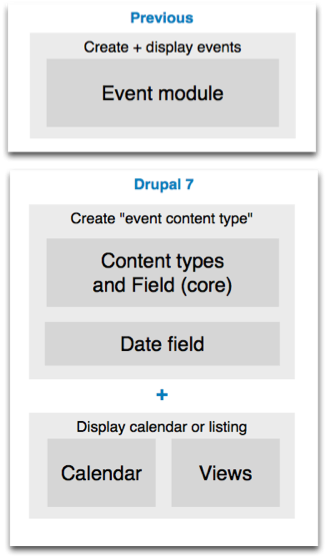 Previous
Create + display events
Event module
Drupal 7
Create "event content type"
Content types
and Field (core)
Date field
+
Display calendar or listing
Calendar
Views